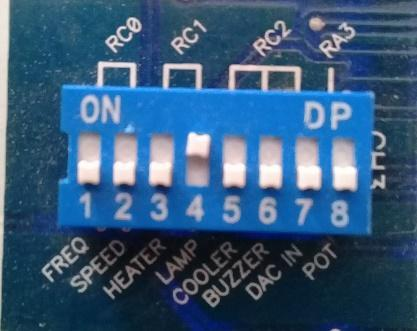 RC0 RC1 RC2 RA3
ON DP
1 2 3 4 5 6 7 8
CH3
FREQ
SPEED
HEATER
LAMP
COOLER
BUZZER
DAC IN
POT